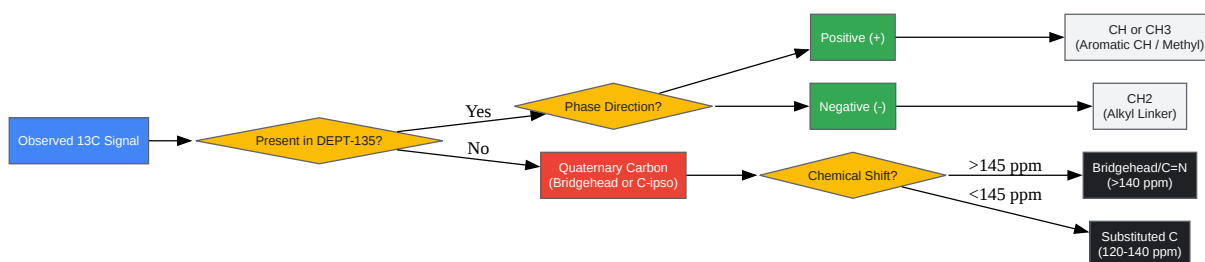 Observed 13C Signal
Present in DEPT-135?
Yes
No
Phase Direction?
Positive (+)
Negative (-)
CH or CH3
(Aromatic CH / Methyl)
CH2
(Alkyl Linker)
Quaternary Carbon
(Bridgehead or C-ipso)
Chemical Shift?
>145 ppm
<145 ppm
Bridgehead/C=N
(>140 ppm)
Substituted C
(120-140 ppm)